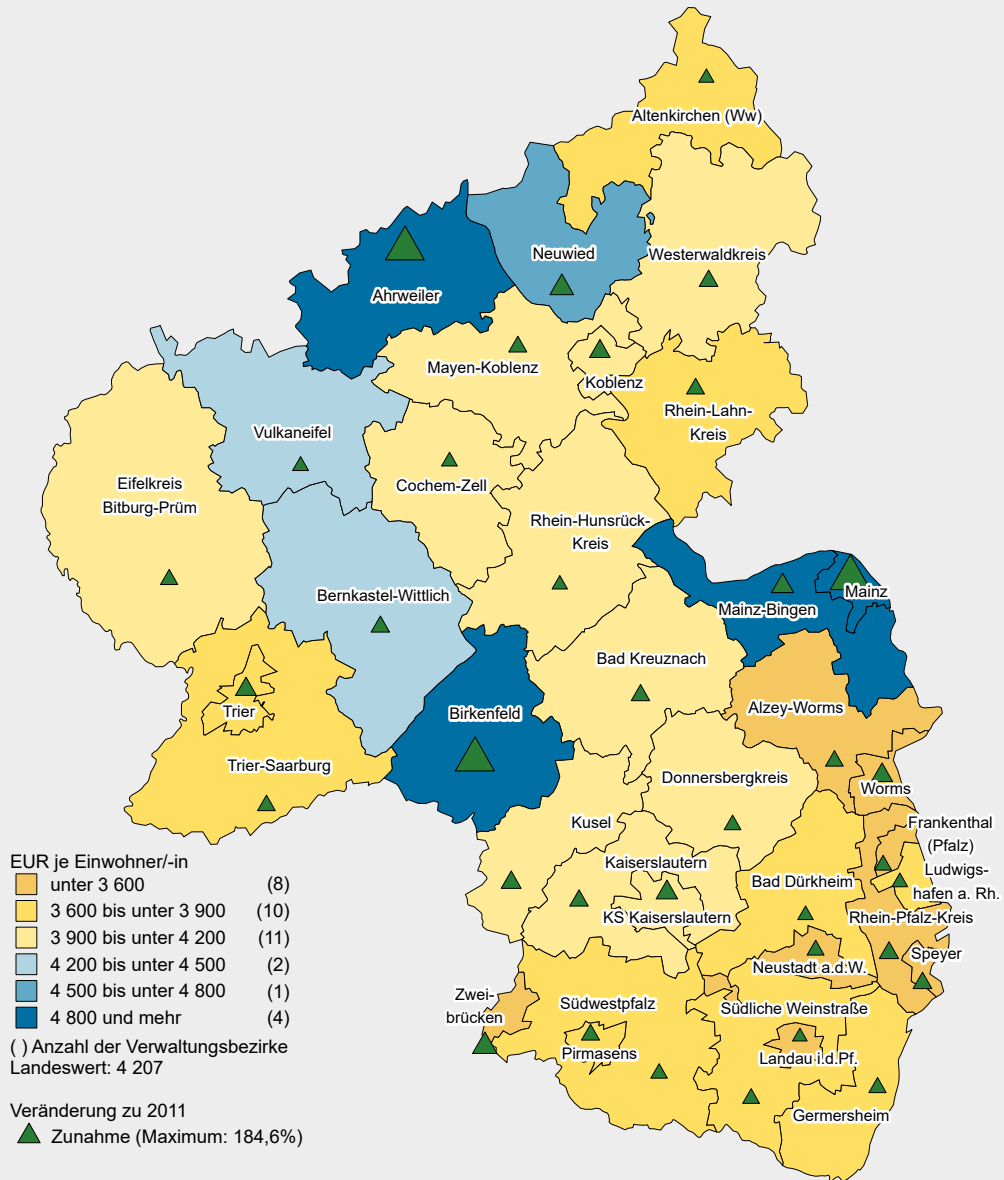 Altenkirchen (Ww)
Neuwied
Westerwaldkreis
Ahrweiler
Mayen-Koblenz
Koblenz
Rhein-Lahn-
Kreis
Vulkaneifel
Cochem-Zell
Eifelkreis
Bitburg-Prüm
Rhein-Hunsrück-
Kreis
Bernkastel-Wittlich
Mainz-Bingen
Mainz
Bad Kreuznach
Alzey-Worms
Trier
Birkenfeld
Trier-Saarburg
Donnersbergkreis
Worms
Kusel
Frankenthal
(Pfalz)
Ludwigs-
hafen a. Rh.
Kaiserslautern
Bad Dürkheim
KS Kaiserslautern
Rhein-Pfalz-Kreis
Neustadt a.d.W.
Speyer
Zwei-
brücken
Südwestpfalz
Südliche Weinstraße
Pirmasens
Landau i.d.Pf.
Germersheim
EUR je Einwohner/-in
unter 3 600 (8)
3 600 bis unter 3 900 (10)
3 900 bis unter 4 200 (11)
4 200 bis unter 4 500 (2)
4 500 bis unter 4 800 (1)
4 800 und mehr (4)
( ) Anzahl der Verwaltungsbezirke
Landeswert: 4 207
Veränderung zu 2011
Zunahme (Maximum: 184,6%)